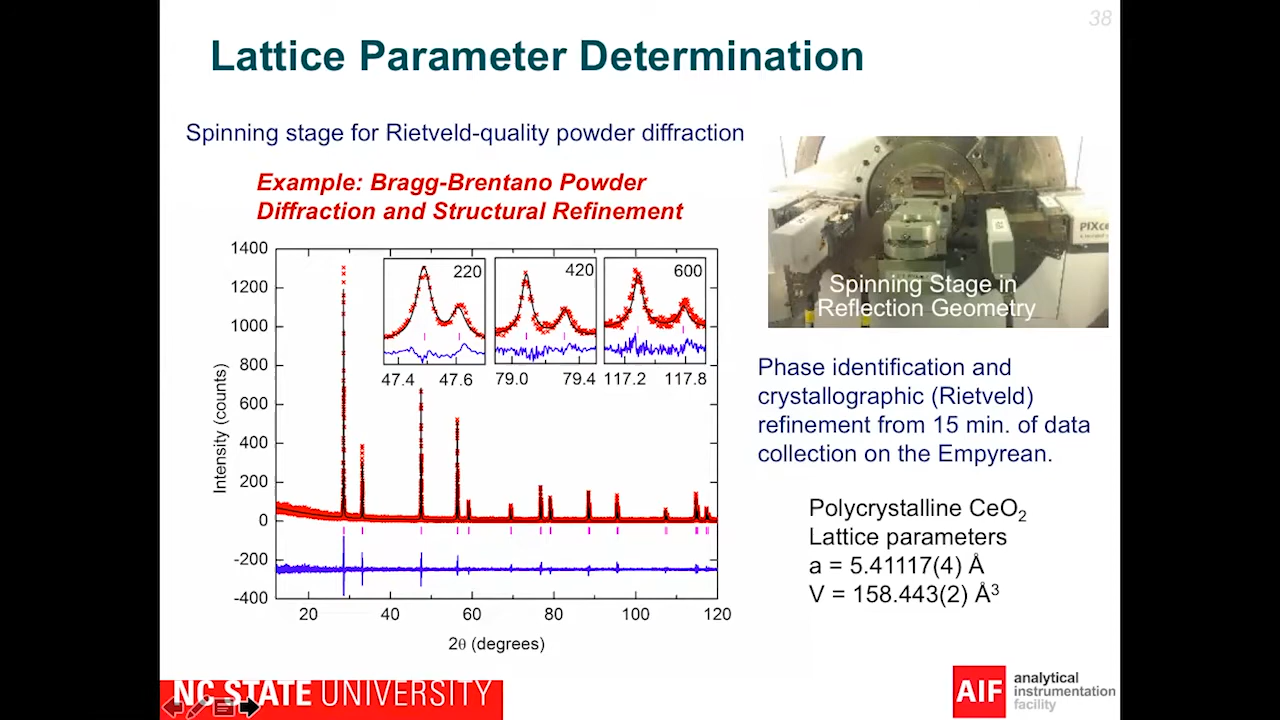 38
Lattice Parameter Determination
Spinning stage for Rietveld-quality powder diffraction
Example: Bragg-Brentano Powder
Diffraction and Structural Refinement
PIXce
Spinning Stage in
Reflection Geometry
1400
1200
1000
800
600
400
200
0
-200
-400
Intensity (counts)
220
420
600
47.4 47.6 79.0 79.4 117.2 117.8
20 40 60 80 100 120
2θ (degrees)
Phase identification and
crystallographic (Rietveld)
refinement from 15 min. of data
collection on the Empyrean.
Polycrystalline CeO₂
Lattice parameters
a = 5.41117(4) Å
V = 158.443(2) Å³
NC STATE UNIVERSITY
AIF
analytical
instrumentation
facility